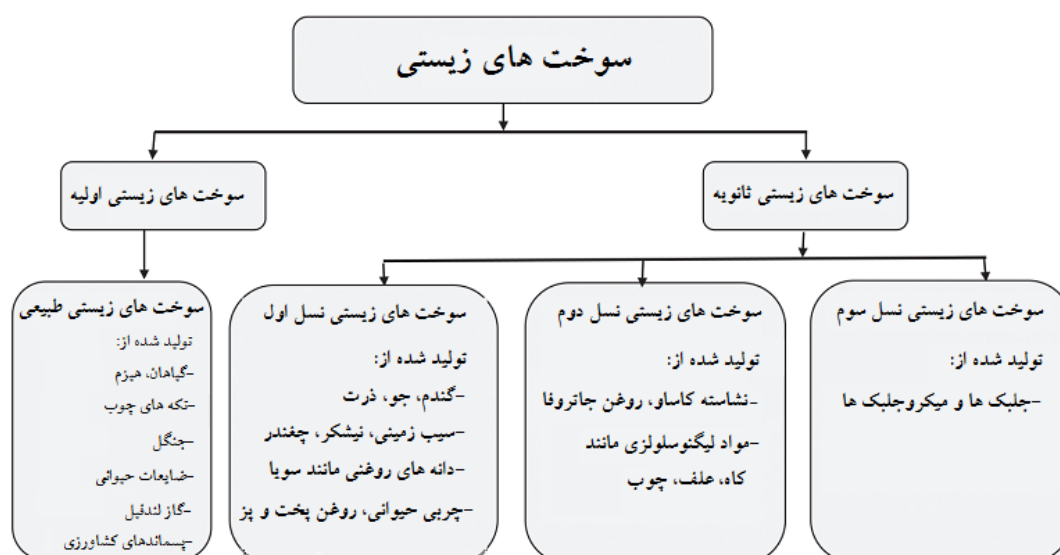 سوخت های زیستی
سوخت های زیستی ثانویه
سوخت های زیستی اولیه
سوخت های زیستی نسل سوم
تولید شده از:
-جلبک ها و میکروجلبک ها
سوخت های زیستی نسل دوم
تولید شده از:
-نشاسته کاساو، روغن جاتروفا
-مواد لیگنوسلولزی مانند
کاه، علف، چوب
سوخت های زیستی نسل اول
تولید شده از:
-گندم، جو، ذرت
-سیب زمینی، نیشکر، چغندر
-دانه های روغنی مانند سویا
-چربی حیوانی، روغن پخت و پز
سوخت های زیستی طبیعی
تولید شده از:
-گیاهان، هیزم
-تکه های چوب
-جنگل
-ضایعات حیوانی
-گاز لندفیل
-پسماندهای کشاورزی